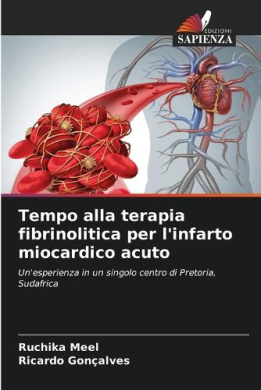 EDIZIONI
SAPIENZA
Tempo alla terapia
fibrinolitica per l'infarto
miocardico acuto
Un'esperienza in un singolo centro di Pretoria,
Sudafrica
Ruchika Meel
Ricardo Gonçalves